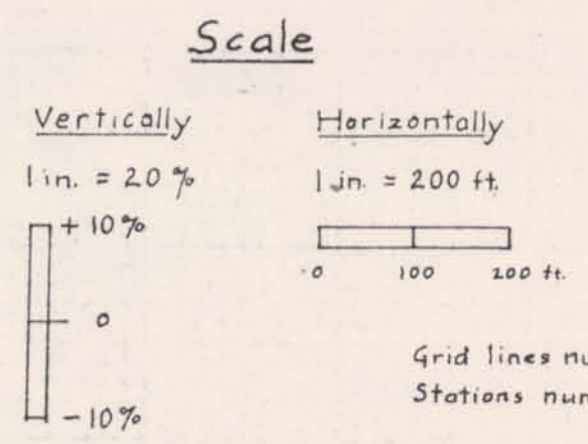 Scale
Vertically
1 in. = 20 %
+ 10 %
0
- 10 %
Horizontally
1 in. = 200 ft.
0 100 200 ft.
Grid lines
Stations